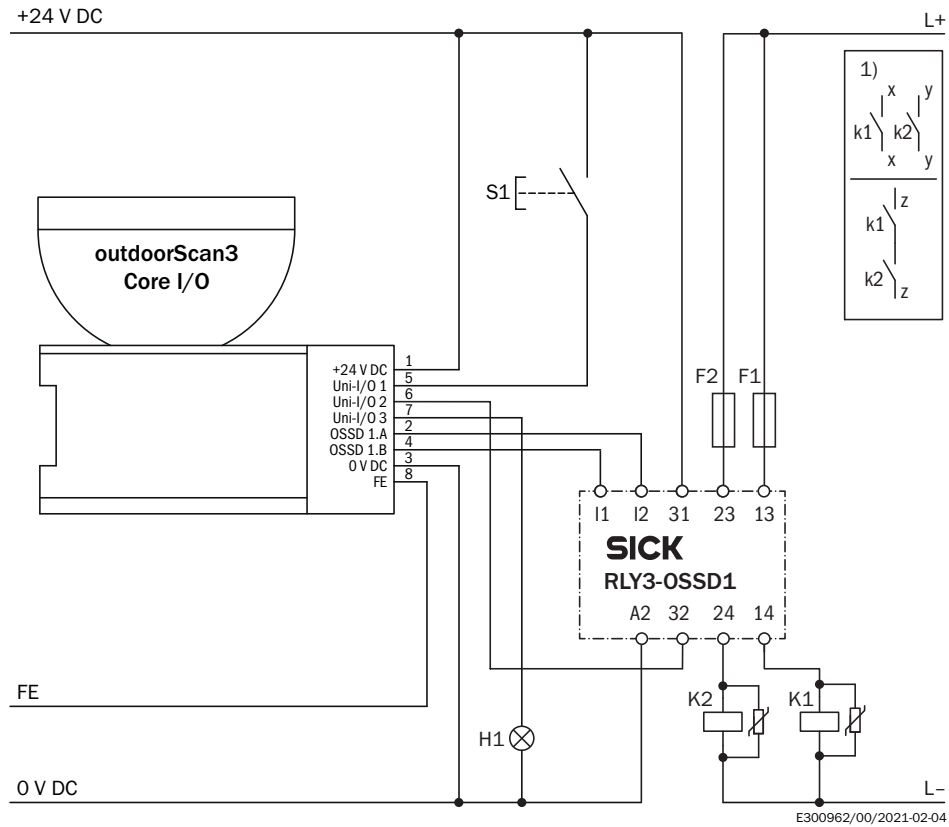 +24 V DC
L+
1)
x y
k1 k2
x y
z
k1
k2
z
S1
outdoorScan3
Core I/O
+24 V DC 1
Uni-I/O 1 5
Uni-I/O 2 6
Uni-I/O 3 7
OSSD 1.A 2
OSSD 1.B 4
0 V DC 3
FE 8
F2 F1
I1 I2 31 23 13
SICK
RLY3-OSSD1
A2 32 24 14
FE
K2 K1
H1
0 V DC
L–
E300962/00/2021-02-04